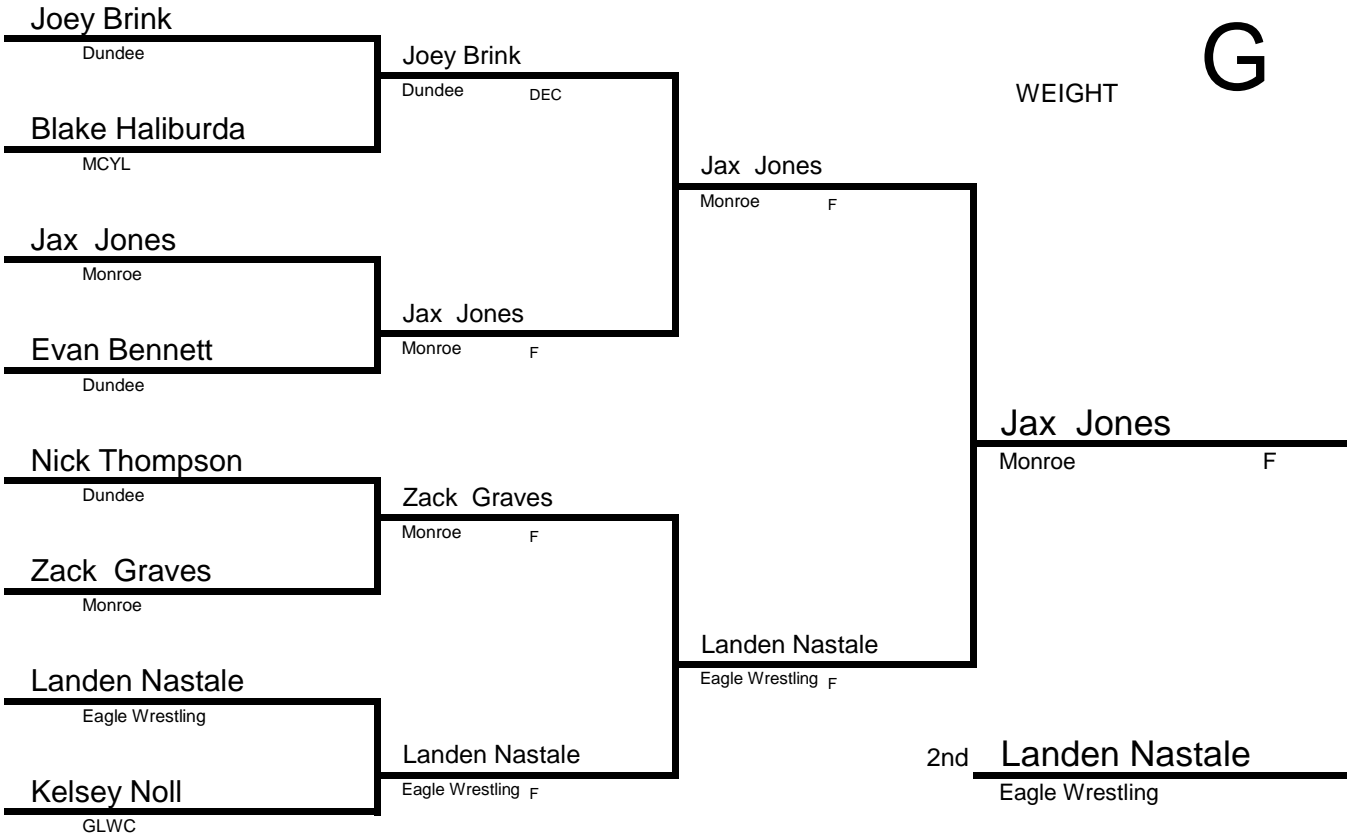 Joey Brink
Dundee
Blake Haliburda
MCYL
Jax Jones
Monroe
Evan Bennett
Dundee
Nick Thompson
Dundee
Zack Graves
Monroe
Landen Nastale
Eagle Wrestling
Kelsey Noll
GLWC
Joey Brink
Dundee DEC
Jax Jones
Monroe F
Zack Graves
Monroe F
Landen Nastale
Eagle Wrestling F
Jax Jones
Monroe F
Landen Nastale
Eagle Wrestling F
WEIGHT G
Jax Jones
Monroe F
2nd Landen Nastale
Eagle Wrestling